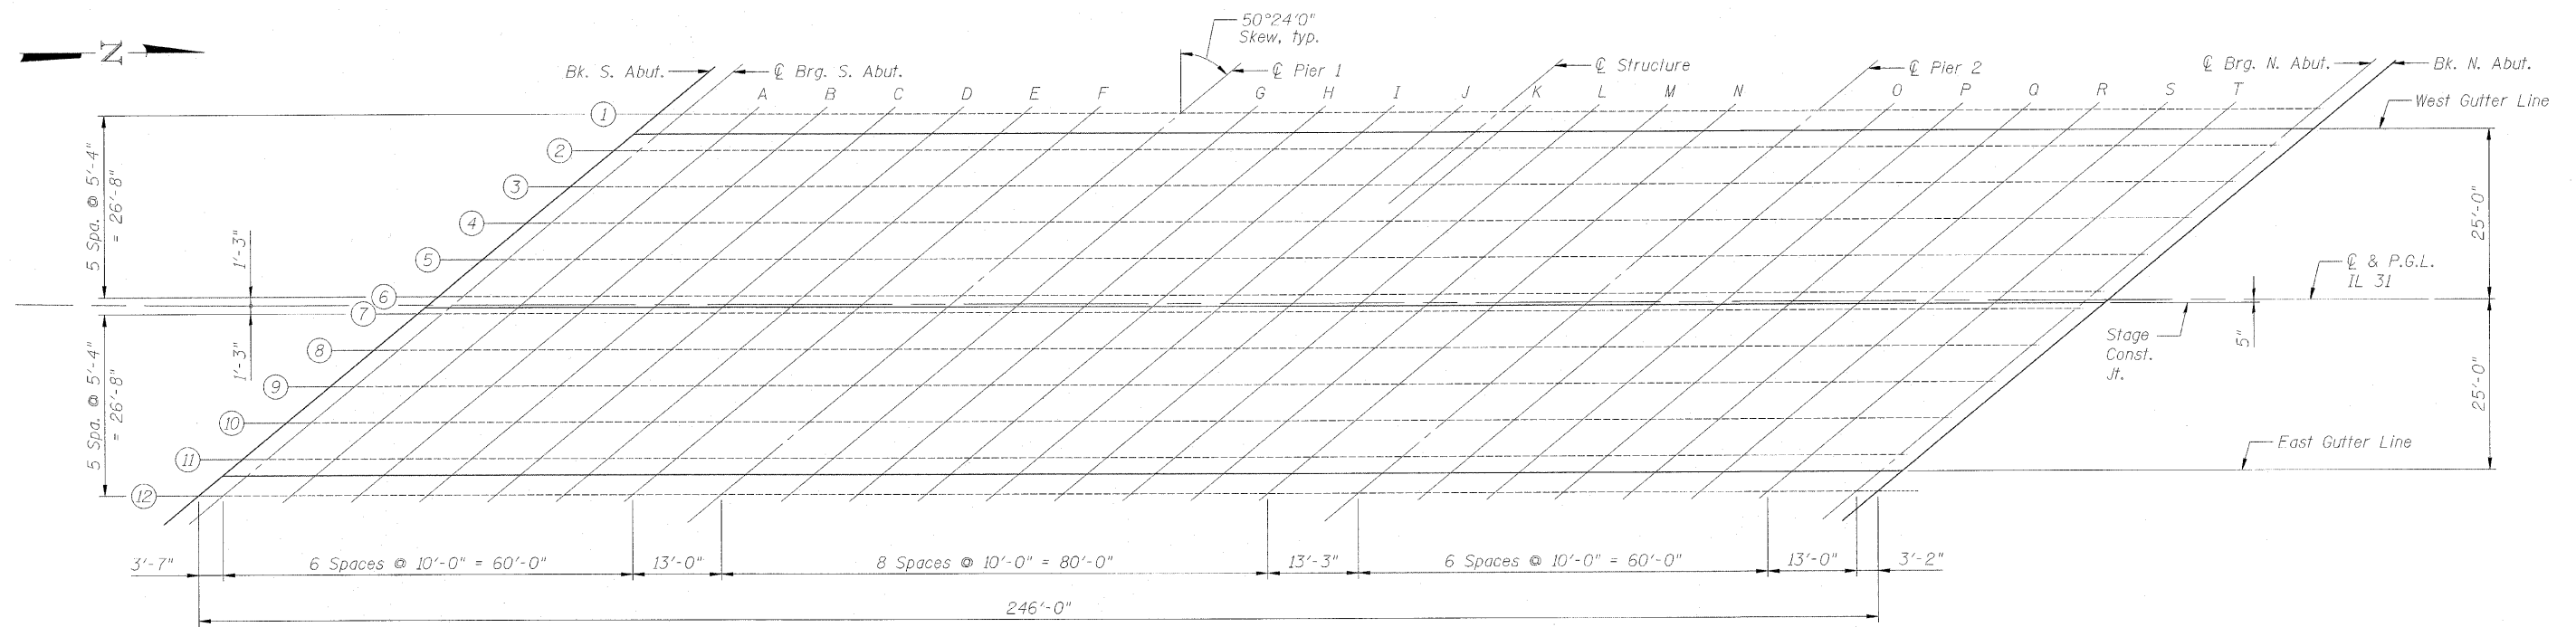 N
50°24'0"
Skew, typ.
Bk. S. Abut.
℄ Brg. S. Abut.
℄ Pier 1
℄ Structure
℄ Pier 2
℄ Brg. N. Abut.
Bk. N. Abut.
A B C D E F G H I J K L M N O P Q R S T
West Gutter Line
1
2
3
4
5
6
7
8
9
10
11
12
5 Spa. @ 5'-4"
= 26'-8"
1'-3"
1'-3"
5 Spa. @ 5'-4"
= 26'-8"
25'-0"
℄ & P.G.L.
IL 31
Stage
Const.
Jt.
5"
25'-0"
East Gutter Line
3'-7"
6 Spaces @ 10'-0" = 60'-0"
13'-0"
8 Spaces @ 10'-0" = 80'-0"
13'-3"
6 Spaces @ 10'-0" = 60'-0"
13'-0"
3'-2"
246'-0"